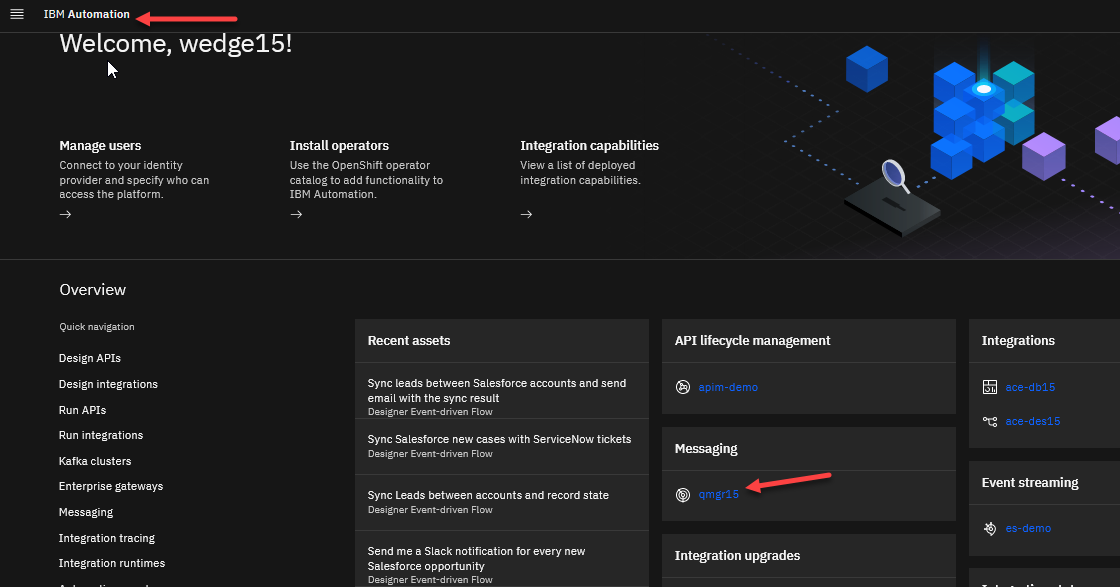 IBM Automation
Welcome, wedge15!
Manage users
Connect to your identity
provider and specify who can
access the platform.
Install operators
Use the OpenShift operator
catalog to add functionality to
IBM Automation.
Integration capabilities
View a list of deployed
integration capabilities.
Overview
Quick navigation
Design APIs
Design integrations
Run APIs
Run integrations
Kafka clusters
Enterprise gateways
Messaging
Integration tracing
Integration runtimes
Recent assets
Sync leads between Salesforce accounts and send
email with the sync result
Designer Event-driven Flow
Sync Salesforce new cases with ServiceNow tickets
Designer Event-driven Flow
Sync Leads between accounts and record state
Designer Event-driven Flow
Send me a Slack notification for every new
Salesforce opportunity
Designer Event-driven Flow
API lifecycle management
apim-demo
Messaging
qmgr15
Integration upgrades
Integrations
ace-db15
ace-des15
Event streaming
es-demo